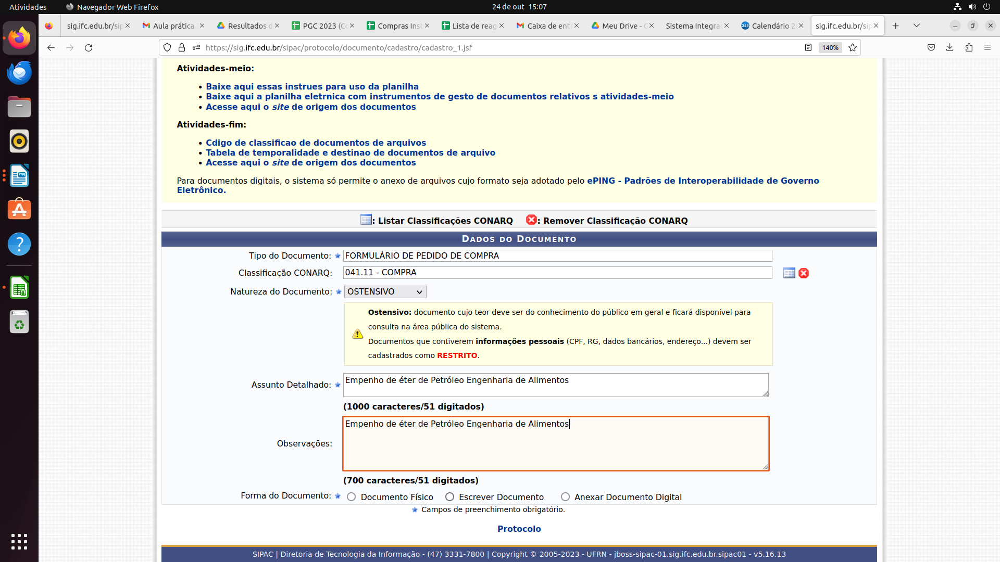 Atividades
Navegador Web Firefox
24 de out 15:07
sig.ifc.edu.br/sip
Aula prática
Resultados d
PGC 2023 (Co
Compras Inst
Lista de reag
Caixa de entr
Meu Drive -
Sistema Integrad
Calendário 2
sig.ifc.edu.br/sip
https://sig.ifc.edu.br/sipac/protocolo/documento/cadastro/cadastro_1.jsf
140%
Atividades-meio:
• Baixe aqui essas instrues para uso da planilha
• Baixe aqui a planilha eletrnica com instrumentos de gesto de documentos relativos s atividades-meio
• Acesse aqui o site de origem dos documentos
Atividades-fim:
• Cdigo de classificao de documentos de arquivos
• Tabela de temporalidade e destinao de documentos de arquivo
• Acesse aqui o site de origem dos documentos
Para documentos digitais, o sistema só permite o anexo de arquivos cujo formato seja adotado pelo ePING - Padrões de Interoperabilidade de Governo
Eletrônico.
: Listar Classificações CONARQ : Remover Classificação CONARQ
DADOS DO DOCUMENTO
Tipo do Documento: FORMULÁRIO DE PEDIDO DE COMPRA
Classificação CONARQ: 041.11 - COMPRA
Natureza do Documento: OSTENSIVO
Ostensivo: documento cujo teor deve ser do conhecimento do público em geral e ficará disponível para
consulta na área pública do sistema.
Documentos que contiverem informações pessoais (CPF, RG, dados bancários, endereço...) devem ser
cadastrados como RESTRITO.
Assunto Detalhado: Empenho de éter de Petróleo Engenharia de Alimentos
(1000 caracteres/51 digitados)
Observações: Empenho de éter de Petróleo Engenharia de Alimentos
(700 caracteres/51 digitados)
Forma do Documento: Documento Físico Escrever Documento Anexar Documento Digital
Campos de preenchimento obrigatório.
Protocolo
SIPAC | Diretoria de Tecnologia da Informação - (47) 3331-7800 | Copyright © 2005-2023 - UFRN - jboss-sipac-01.sig.ifc.edu.br.sipac01 - v5.16.13